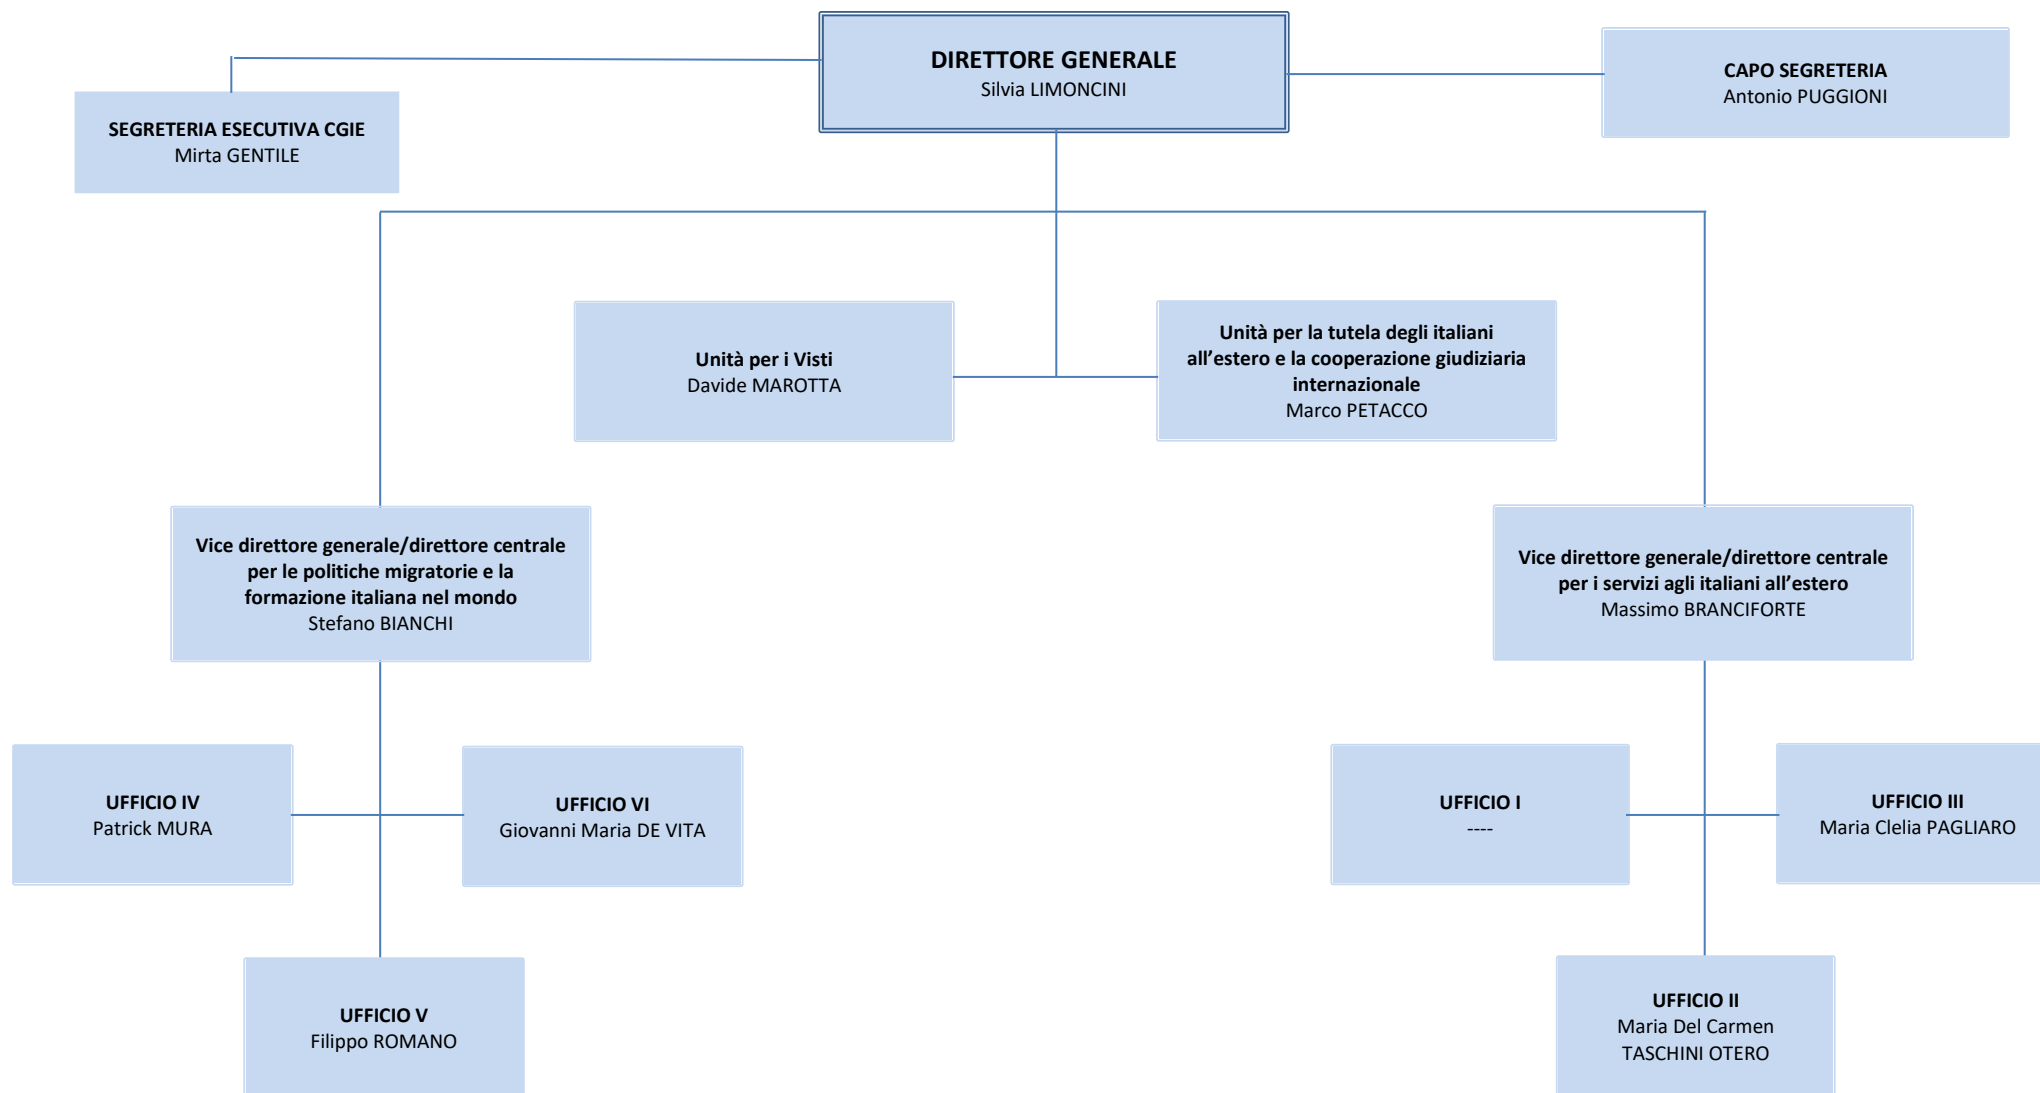 DIRETTORE GENERALE
Silvia LIMONCINI
CAPO SEGRETERIA
Antonio PUGGIONI
SEGRETERIA ESECUTIVA CGIE
Mirta GENTILE
Unità per i Visti
Davide MAROTTA
Unità per la tutela degli italiani
all’estero e la cooperazione giudiziaria
internazionale
Marco PETACCO
Vice direttore generale/direttore centrale
per le politiche migratorie e la
formazione italiana nel mondo
Stefano BIANCHI
Vice direttore generale/direttore centrale
per i servizi agli italiani all’estero
Massimo BRANCIFORTE
UFFICIO IV
Patrick MURA
UFFICIO VI
Giovanni Maria DE VITA
UFFICIO I
----
UFFICIO III
Maria Clelia PAGLIARO
UFFICIO V
Filippo ROMANO
UFFICIO II
Maria Del Carmen
TASCHINI OTERO